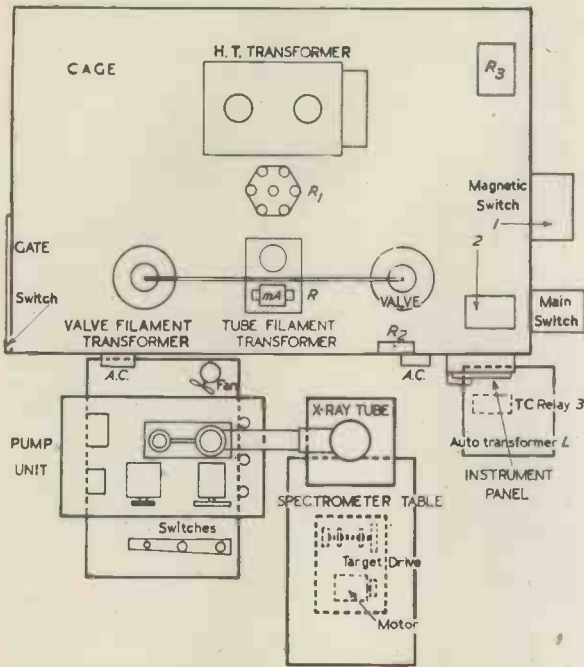 H.T. TRANSFORMER
CAGE
R3
R1
Magnetic
Switch
1
2
GATE
Switch
mA
R
VALVE
Main
Switch
VALVE FILAMENT
TRANSFORMER
TUBE FILAMENT
TRANSFORMER
R2
A.C.
A.C.
Fan
TC Relay 3
X-RAY TUBE
Auto transformer L
PUMP
UNIT
INSTRUMENT
PANEL
SPECTROMETER TABLE
Switches
Target Drive
Motor